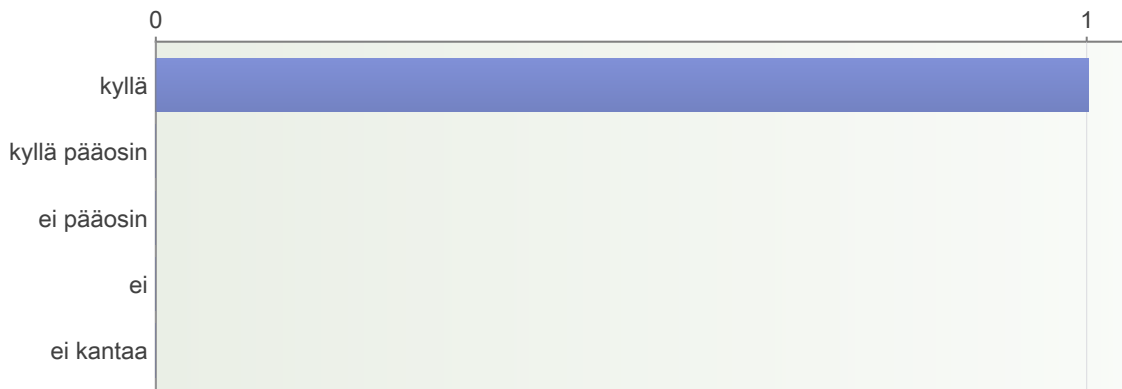 0 1
kyllä
kyllä pääosin
ei pääosin
ei
ei kantaa